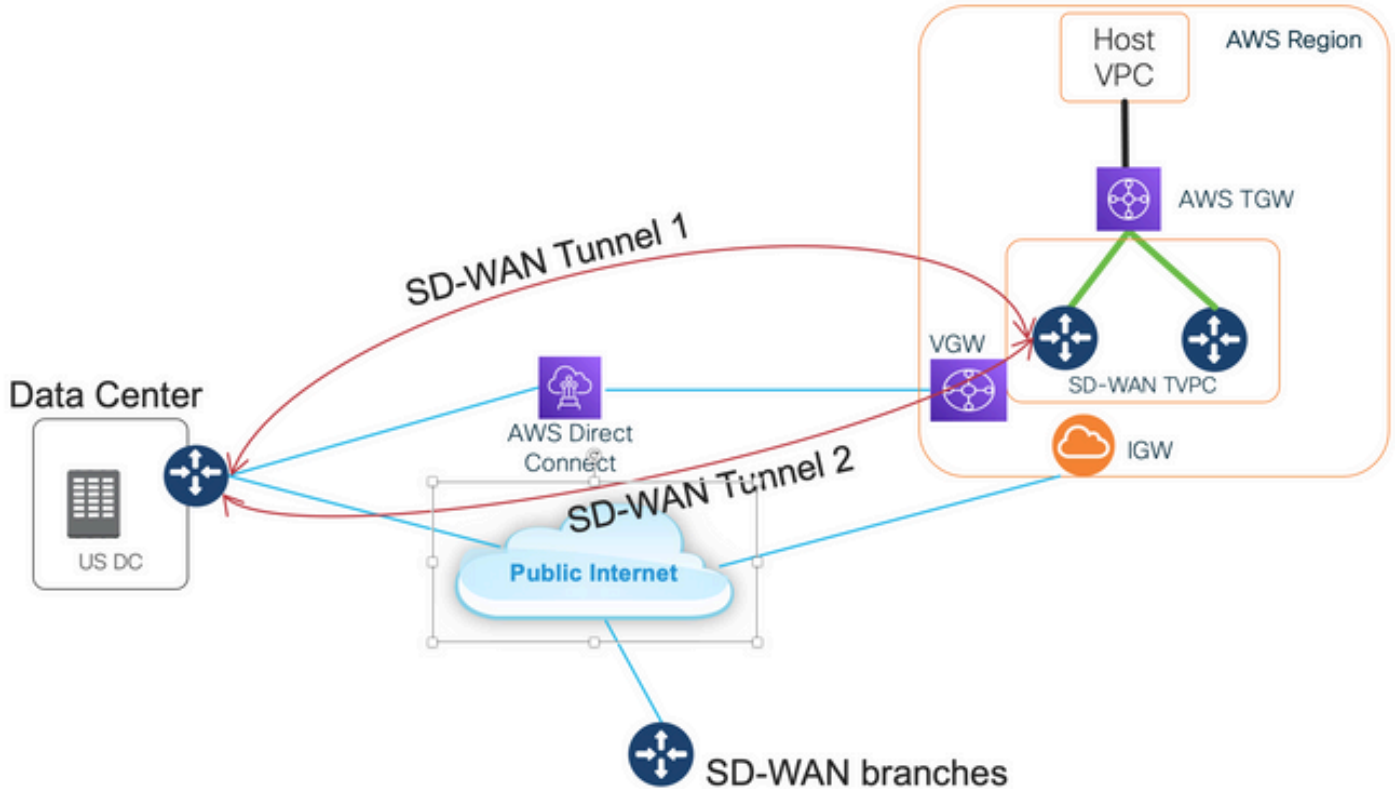 Host
VPC
AWS Region
AWS TGW
SD-WAN Tunnel 1
VGW
SD-WAN TVPC
Data Center
AWS Direct
Connect
IGW
SD-WAN Tunnel 2
US DC
Public Internet
SD-WAN branches